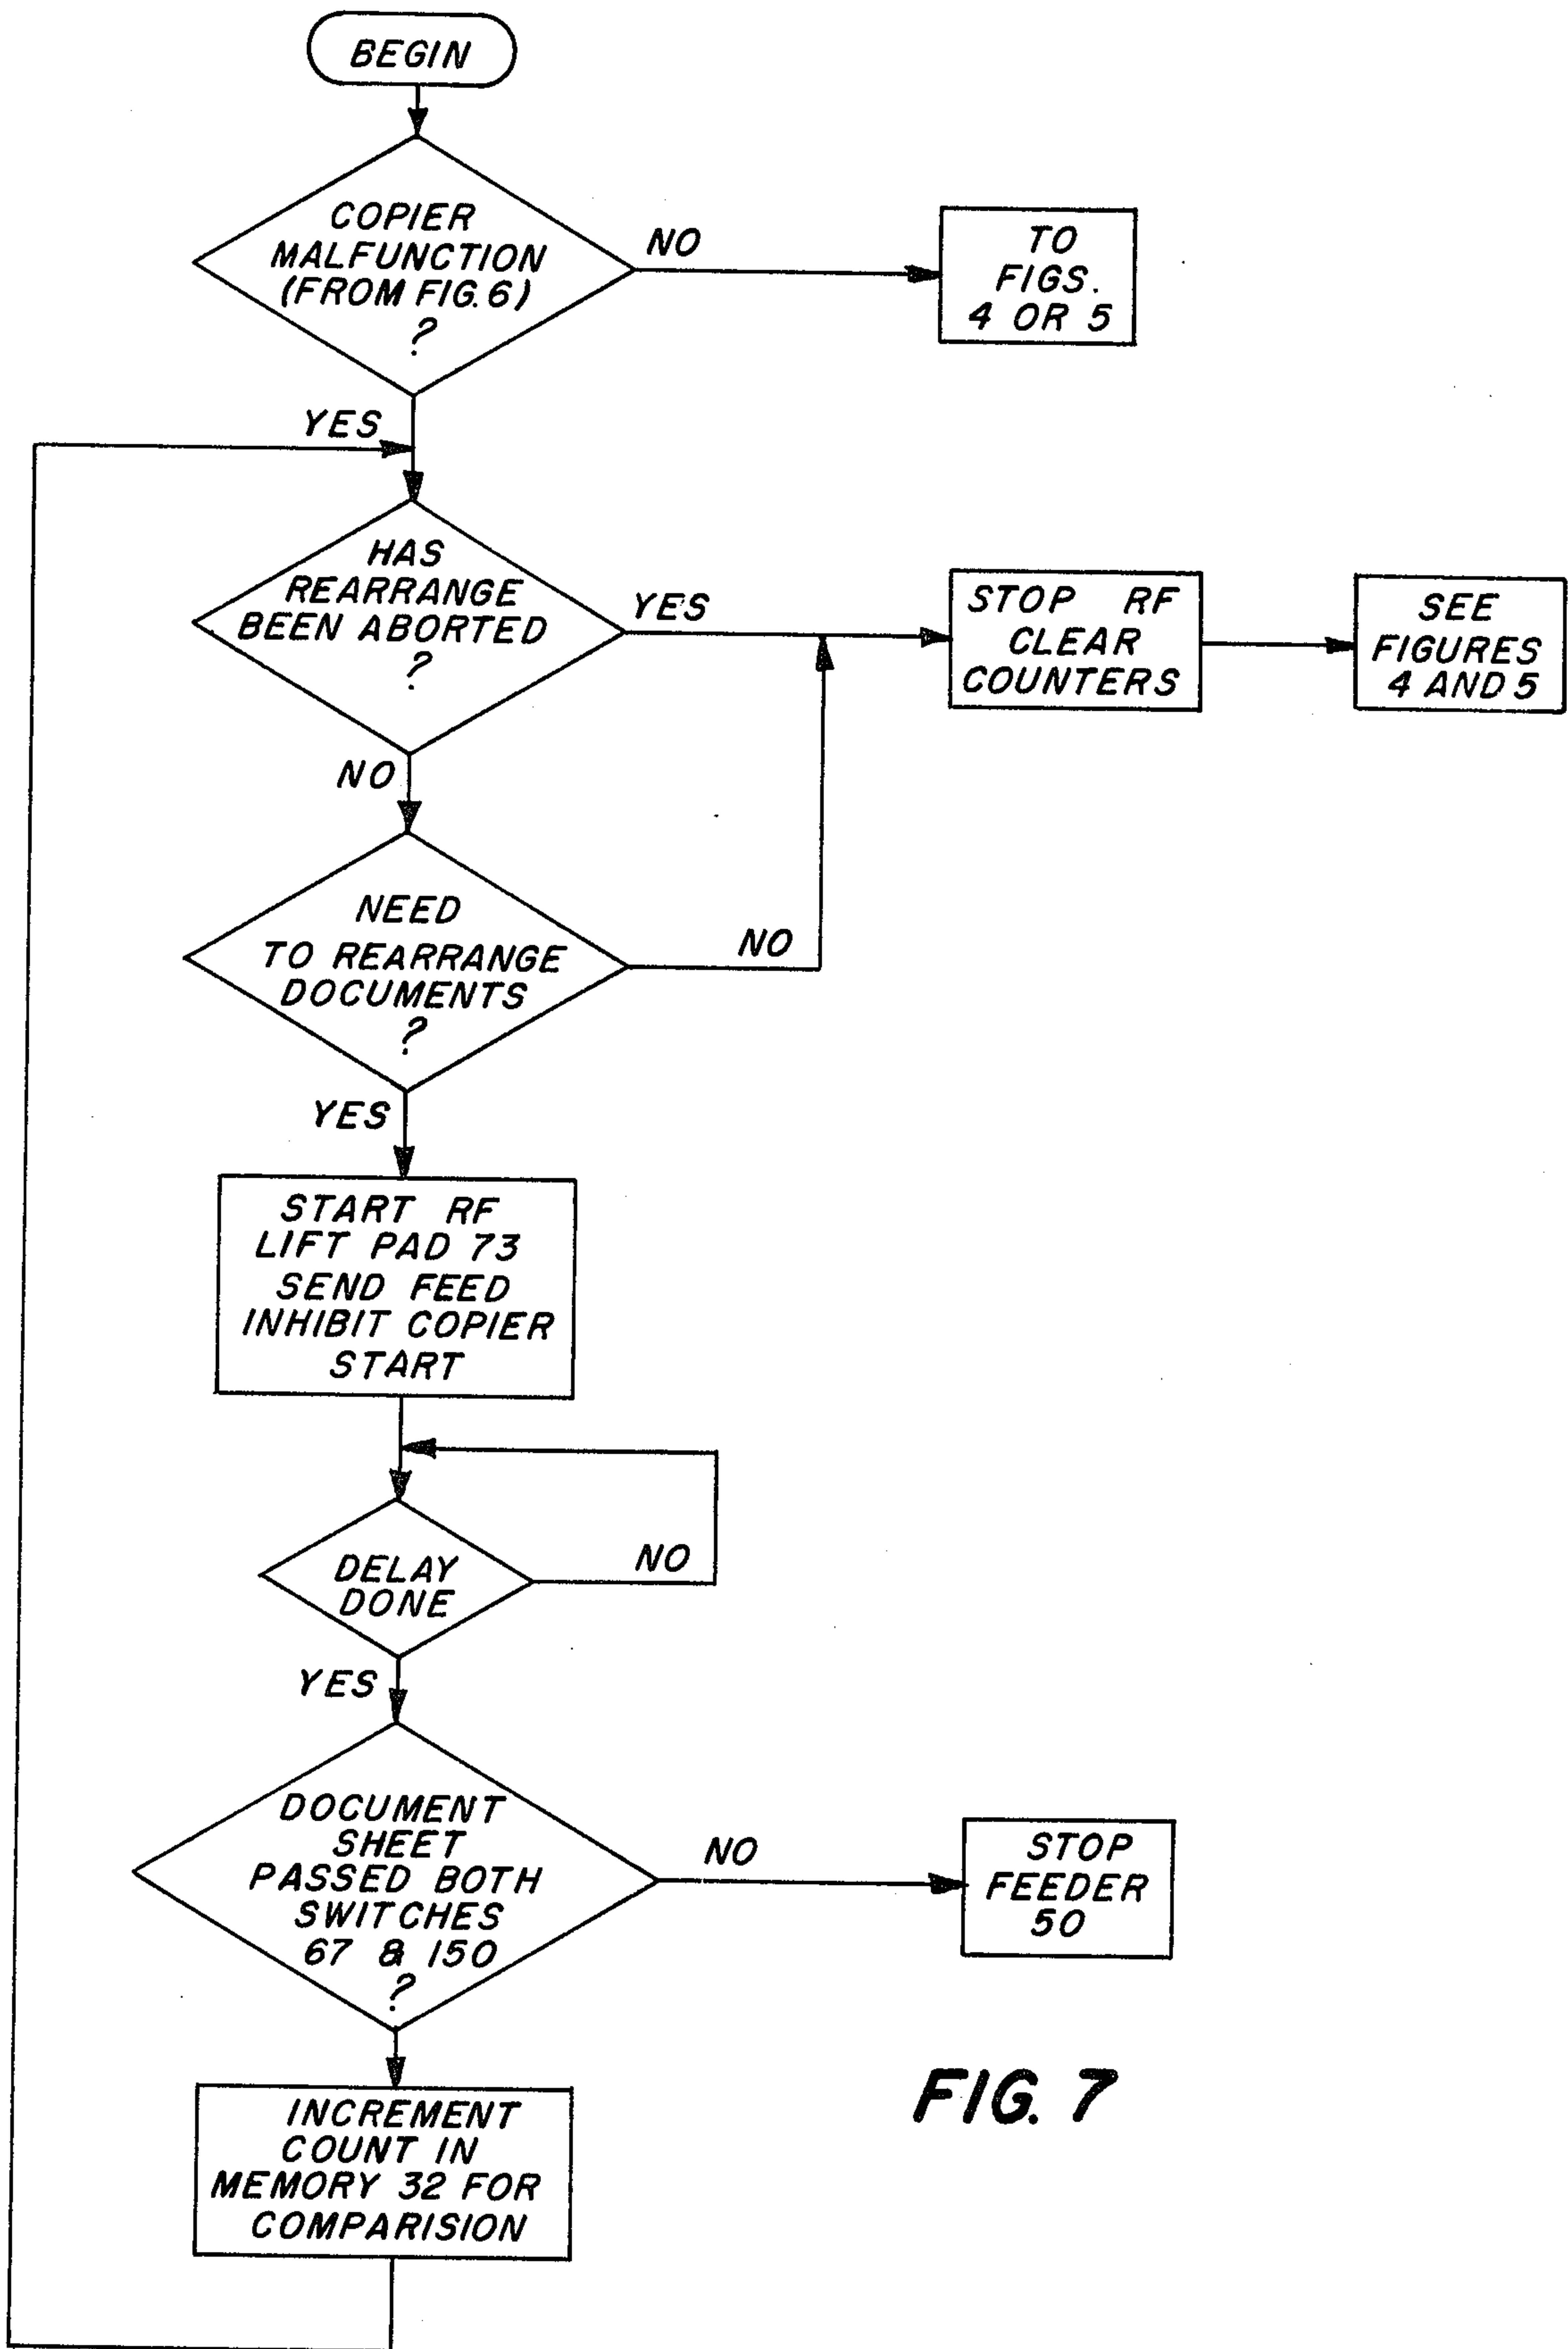 BEGIN
COPIER
MALFUNCTION
(FROM FIG. 6)
?
NO
TO
FIGS.
4 OR 5
YES
HAS
REARRANGE
BEEN ABORTED
?
YES
STOP RF
CLEAR
COUNTERS
SEE
FIGURES
4 AND 5
NO
NEED
TO REARRANGE
DOCUMENTS
?
NO
YES
START RF
LIFT PAD 73
SEND FEED
INHIBIT COPIER
START
DELAY
DONE
NO
YES
DOCUMENT
SHEET
PASSED BOTH
SWITCHES
67 & 150
?
NO
STOP
FEEDER
50
INCREMENT
COUNT IN
MEMORY 32 FOR
COMPARISION
FIG. 7